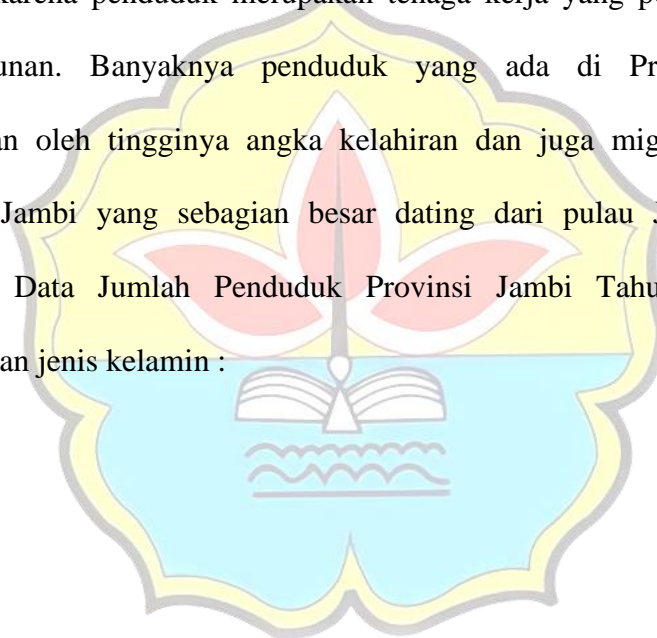 karena penduduk merupakan tenaga kerja yang
unan. Banyaknya penduduk yang ada di Pr
an oleh tingginya angka kelahiran dan juga mig
Jambi yang sebagian besar dating dari pulau J
Data Jumlah Penduduk Provinsi Jambi Tahu
an jenis kelamin :